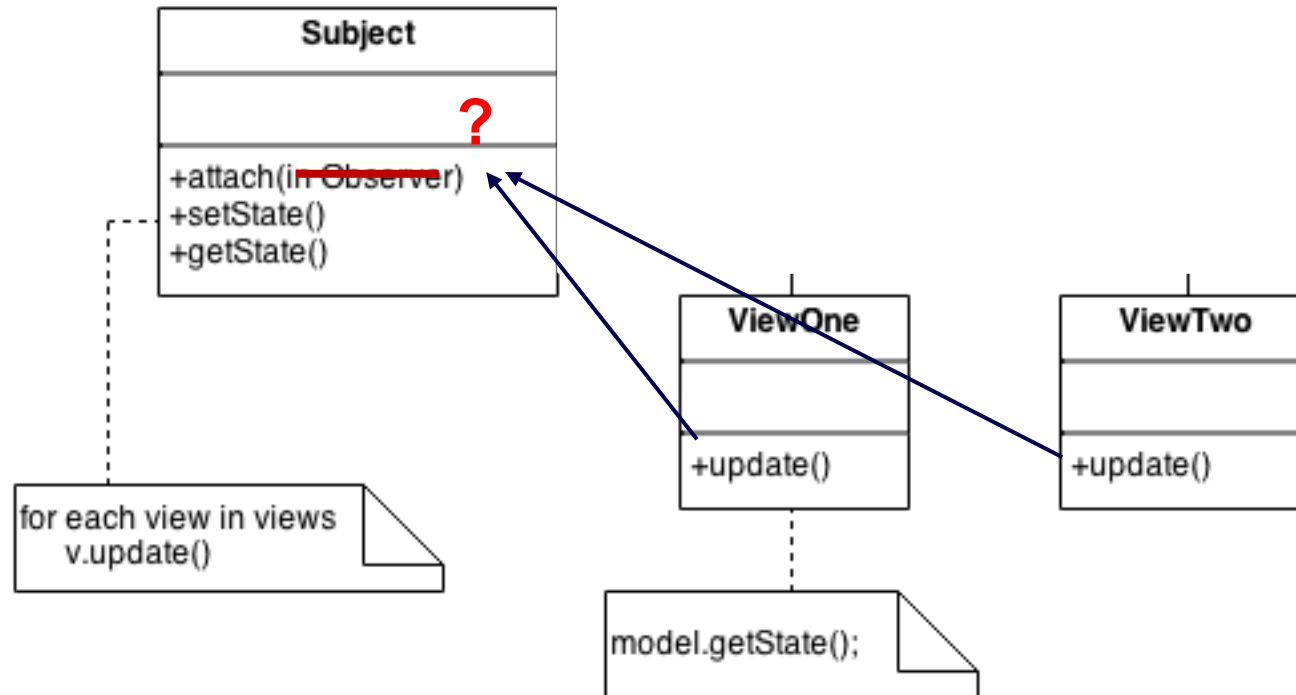 Subject
?
+attach(in Observer)
+setState()
+getState()
ViewOne
ViewTwo
+update()
+update()
for each view in views
v.update()
model.getState();